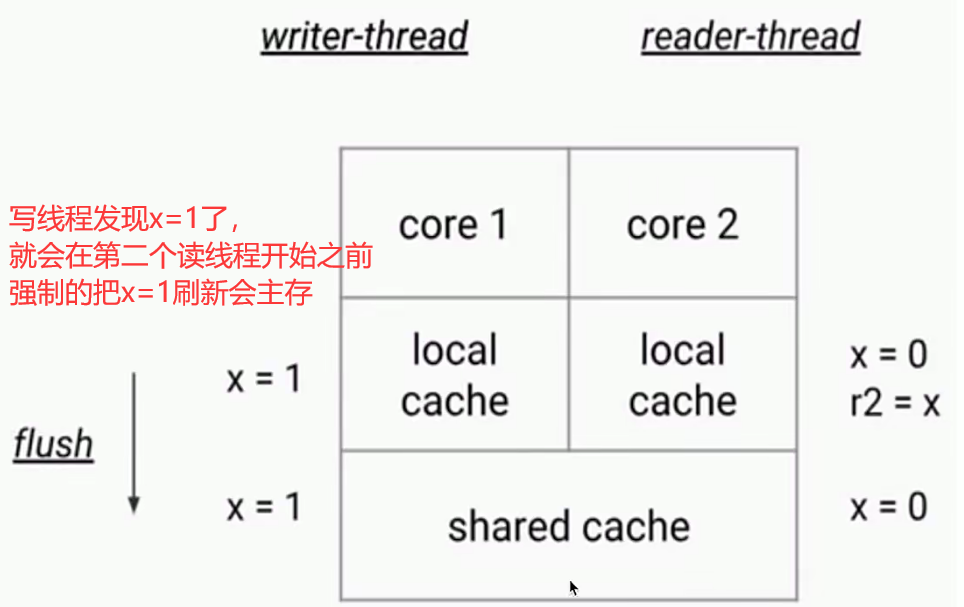 writer-thread
reader-thread
写线程发现x=1了，
就会在第二个读线程开始之前
强制的把x=1刷新会主存
core 1
core 2
local
cache
local
cache
x = 1
x = 0
r2 = x
flush
x = 1
shared cache
x = 0